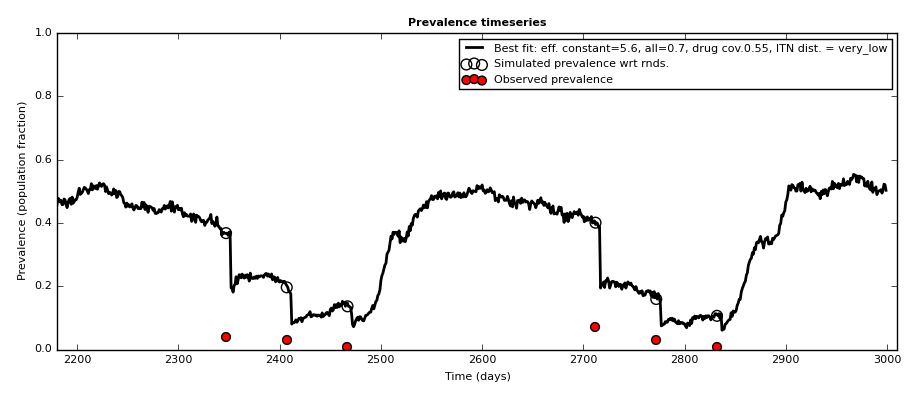 Prevalence timeseries
Best fit: eff. constant=5.6, all=0.7, drug cov.0.55, ITN dist. = very_low
Simulated prevalence wrt rnds.
Observed prevalence
Prevalence (population fraction)
1.0
0.8
0.6
0.4
0.2
0.0
2200 2300 2400 2500 2600 2700 2800 2900 3000
Time (days)